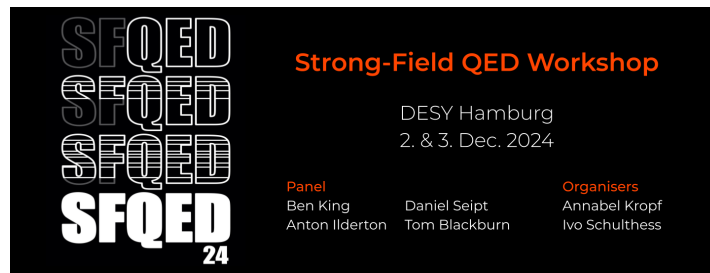 SFQED
SFQED
SFQED
SFQED
24
Strong-Field QED Workshop
DESY Hamburg
2. & 3. Dec. 2024
Panel
Ben King
Anton Ilderton
Daniel Seipt
Tom Blackburn
Organisers
Annabel Kropf
Ivo Schulthess